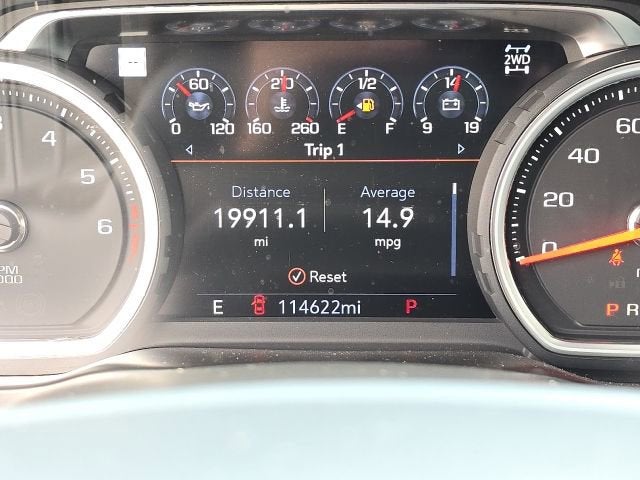 60
210
1/2
14
2WD
--
0 120
160 260
E F
9 19
Trip 1
Distance
Average
19911.1
14.9
mi
mpg
Reset
E
114622mi
P
4
5
6
000
60
40
20
0
P R